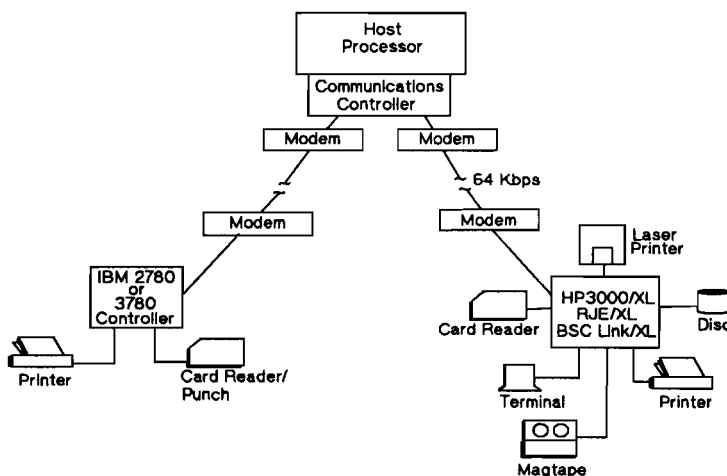 Host
Processor
Communications
Controller
Modem
Modem
64 Kbps
Modem
Modem
Laser
Printer
IBM 2780
or
3780
Controller
HP3000/XL
RJE/XL
BSC Link/XL
Card Reader
Disc
Printer
Card Reader/
Punch
Terminal
Printer
Magtape